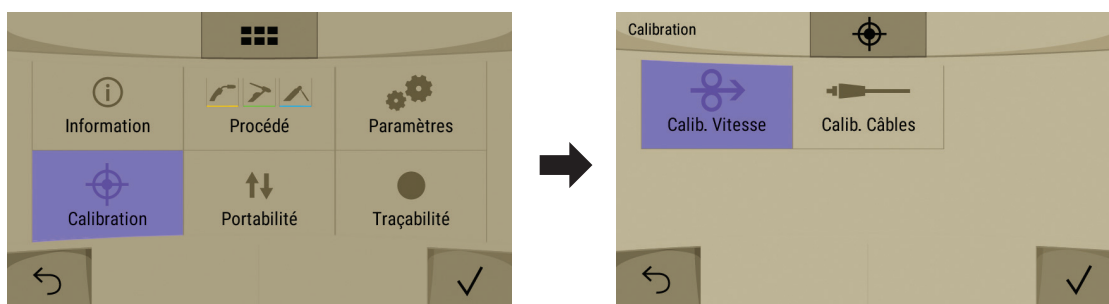 Information
Procédé
Paramètres
Calibration
Portabilité
Traçabilité
Calibration
Calib. Vitesse
Calib. Câbles